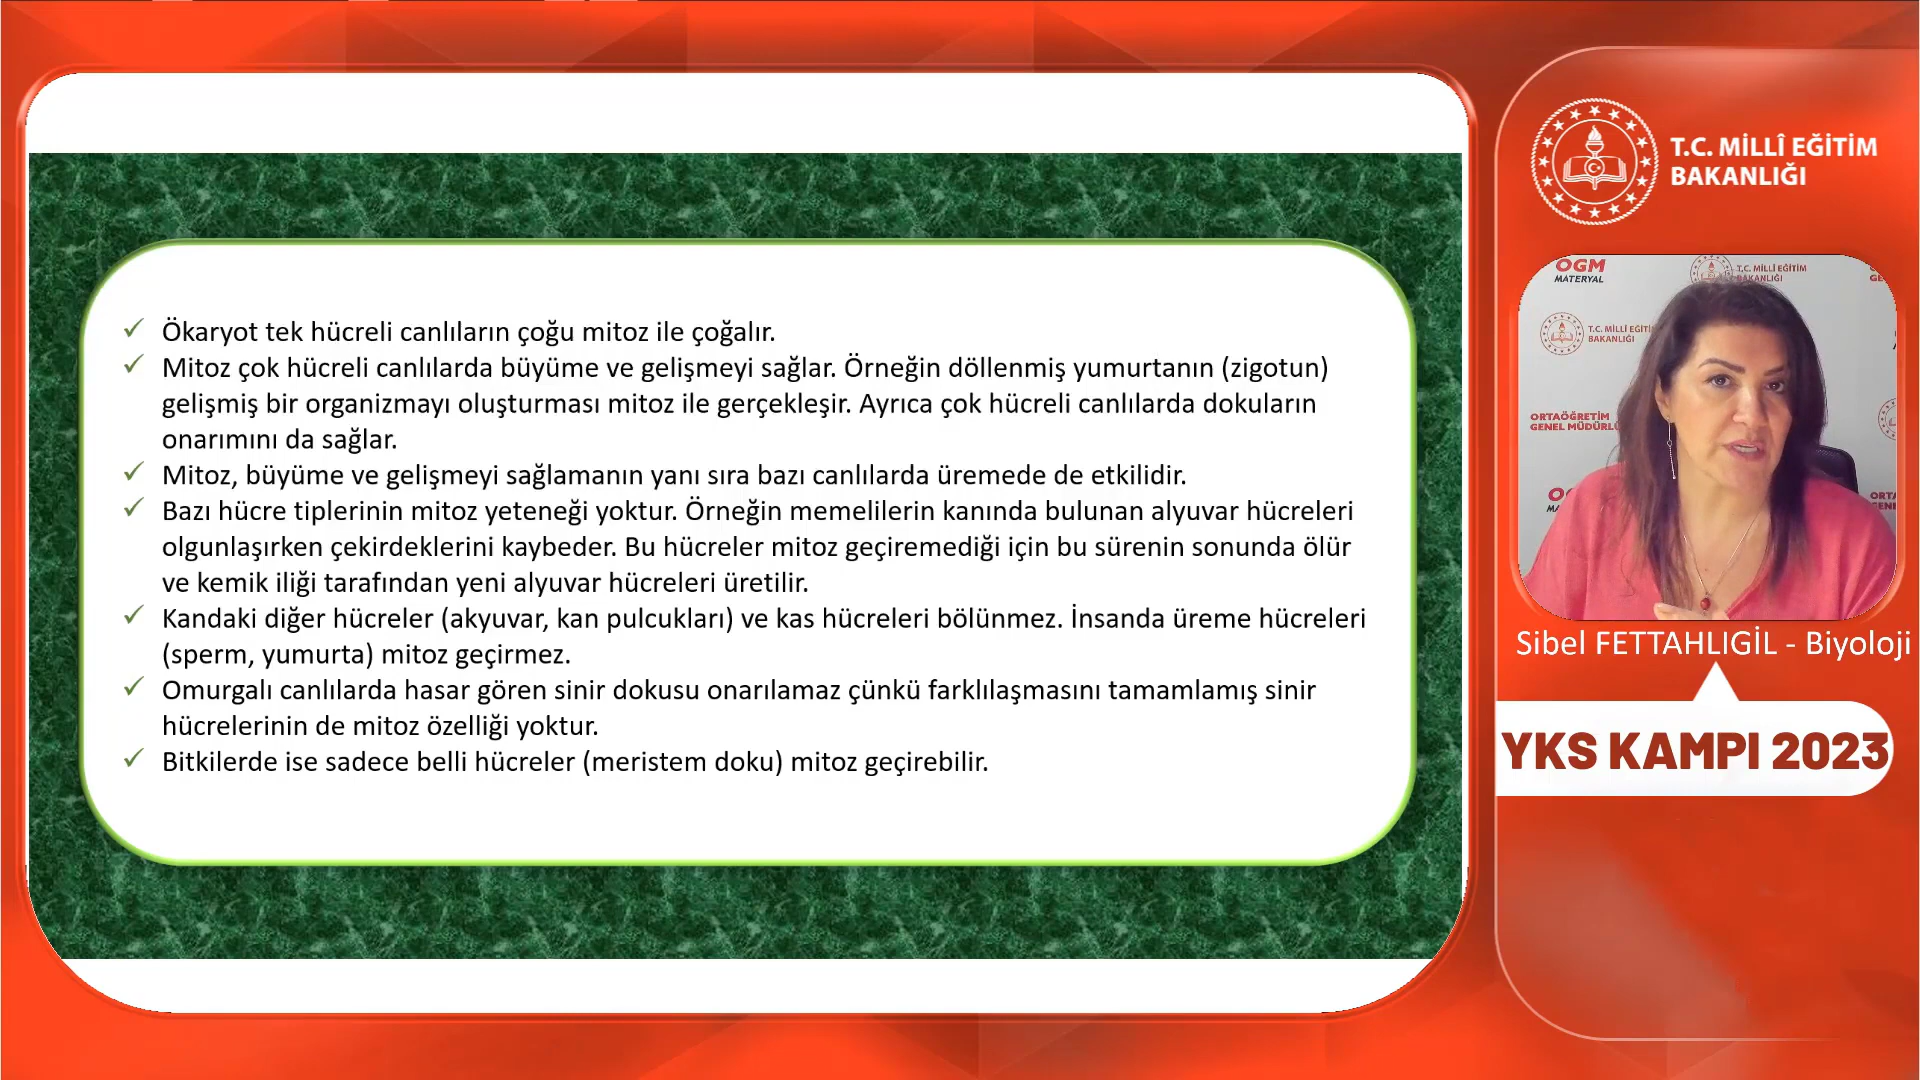 ✓ Ökaryot tek hücreli canlıların çoğu mitoz ile çoğalır.
✓ Mitoz çok hücreli canlılarda büyüme ve gelişmeyi sağlar. Örneğin döllenmiş yumurtanın (zigotun)
gelişmiş bir organizmayı oluşturması mitoz ile gerçekleşir. Ayrıca çok hücreli canlılarda dokuların
onarımını da sağlar.
✓ Mitoz, büyüme ve gelişmeyi sağlamanın yanı sıra bazı canlılarda üremede de etkilidir.
✓ Bazı hücre tiplerinin mitoz yeteneği yoktur. Örneğin memelilerin kanında bulunan alyuvar hücreleri
olgunlaşırken çekirdeklerini kaybeder. Bu hücreler mitoz geçiremediği için bu sürenin sonunda ölür
ve kemik iliği tarafından yeni alyuvar hücreleri üretilir.
✓ Kandaki diğer hücreler (akyuvar, kan pulcukları) ve kas hücreleri bölünmez. İnsanda üreme hücreleri
(sperm, yumurta) mitoz geçirmez.
✓ Omurgalı canlılarda hasar gören sinir dokusu onarılamaz çünkü farklılaşmasını tamamlamış sinir
hücrelerinin de mitoz özelliği yoktur.
✓ Bitkilerde ise sadece belli hücreler (meristem doku) mitoz geçirebilir.
T.C. MİLLÎ EĞİTİM
BAKANLIĞI
OGM
MATERYAL
T.C. MİLLÎ EĞİTİM
BAKANLIĞI
T.C. MİLLÎ
BAKANLIĞI
ORTAÖĞRETİM
GENEL
Sibel FETTAHLIGİL - Biyoloji
YKS KAMPI 2023